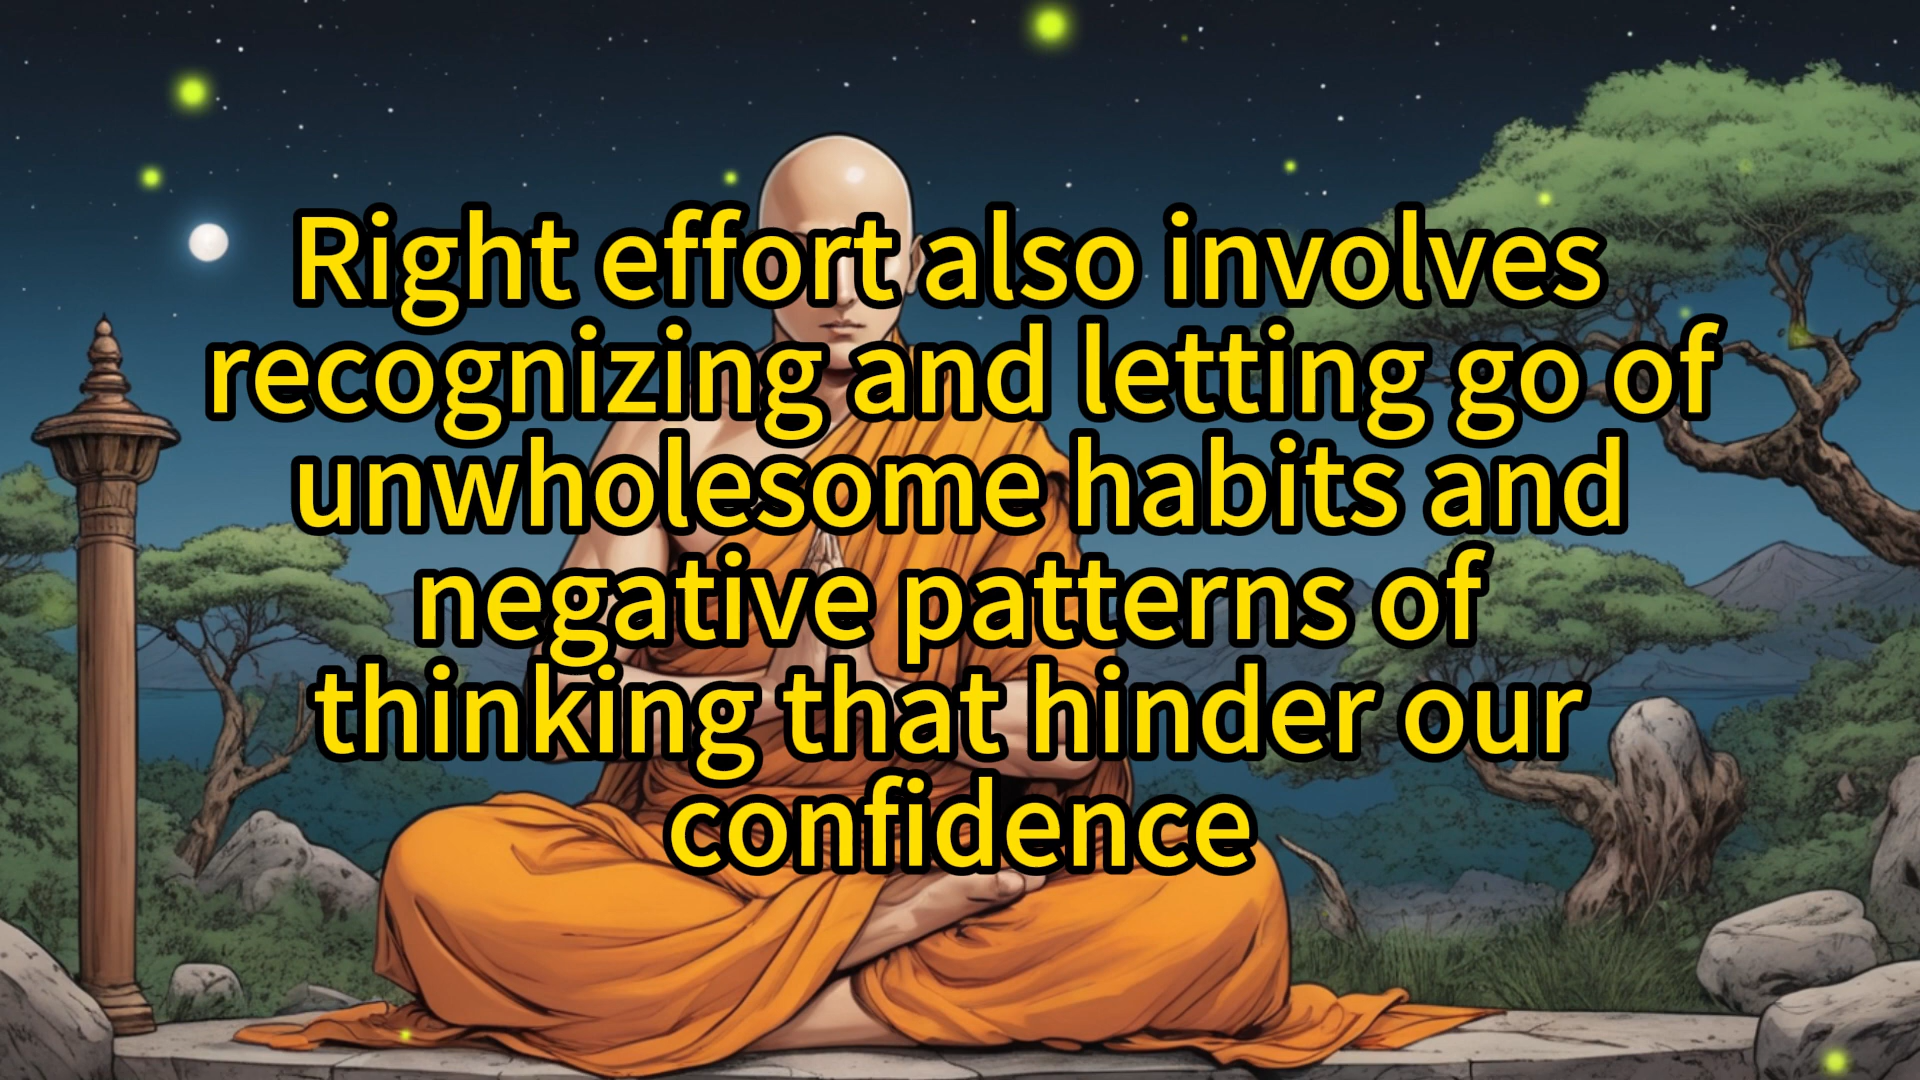 Right effort also involves
recognizing and letting go of
unwholesome habits and
negative patterns of
thinking that hinder our
confidence